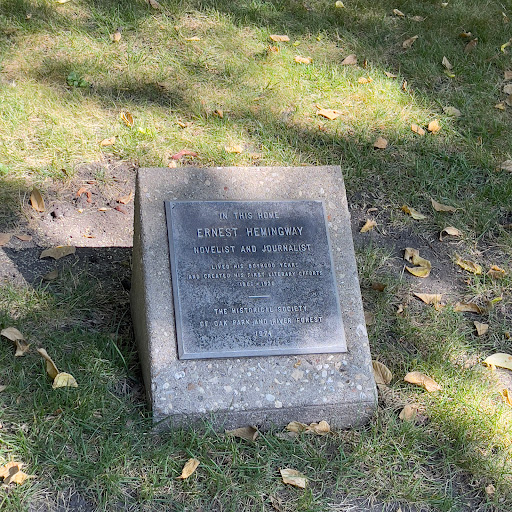 IN THIS HOME
ERNEST HEMINGWAY
NOVELIST AND JOURNALIST
LIVED HIS BOYHOOD YEARS
AND CREATED HIS FIRST LITERARY EFFORTS
THE HISTORICAL SOCIETY
OF OAK PARK AND RIVER FOREST
1974